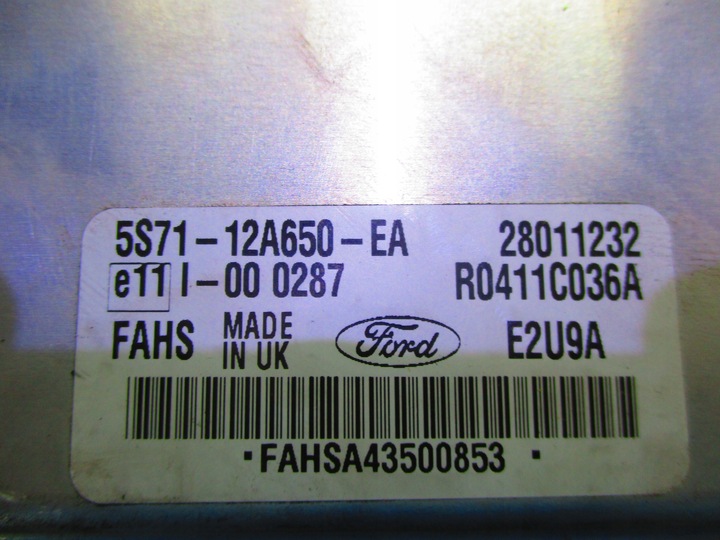 5S71-12A650-EA 28011232
e11 I-00 0287 R0411C036A
FAHS MADE IN UK Ford E2U9A
·FAHSA43500853·